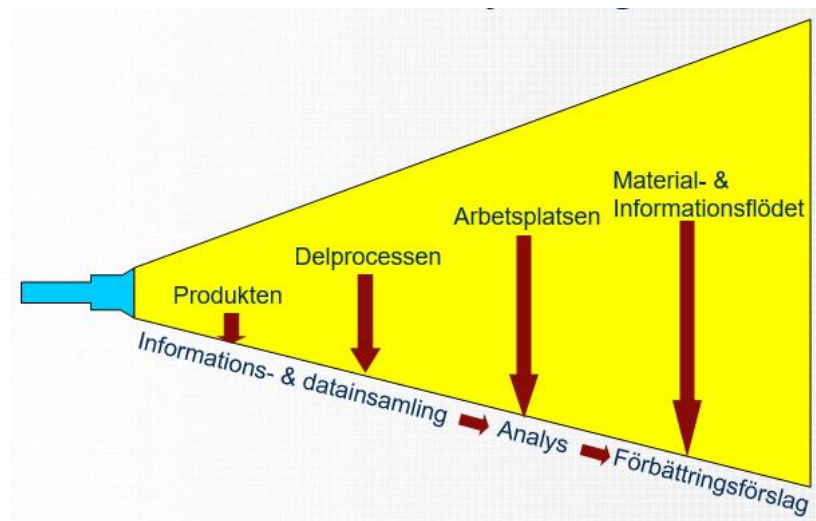 Material- &
Informationsflödet
Arbetsplatsen
Delprocessen
Produkten
Informations- & datainsamling
Analys
Förbättringsförslag